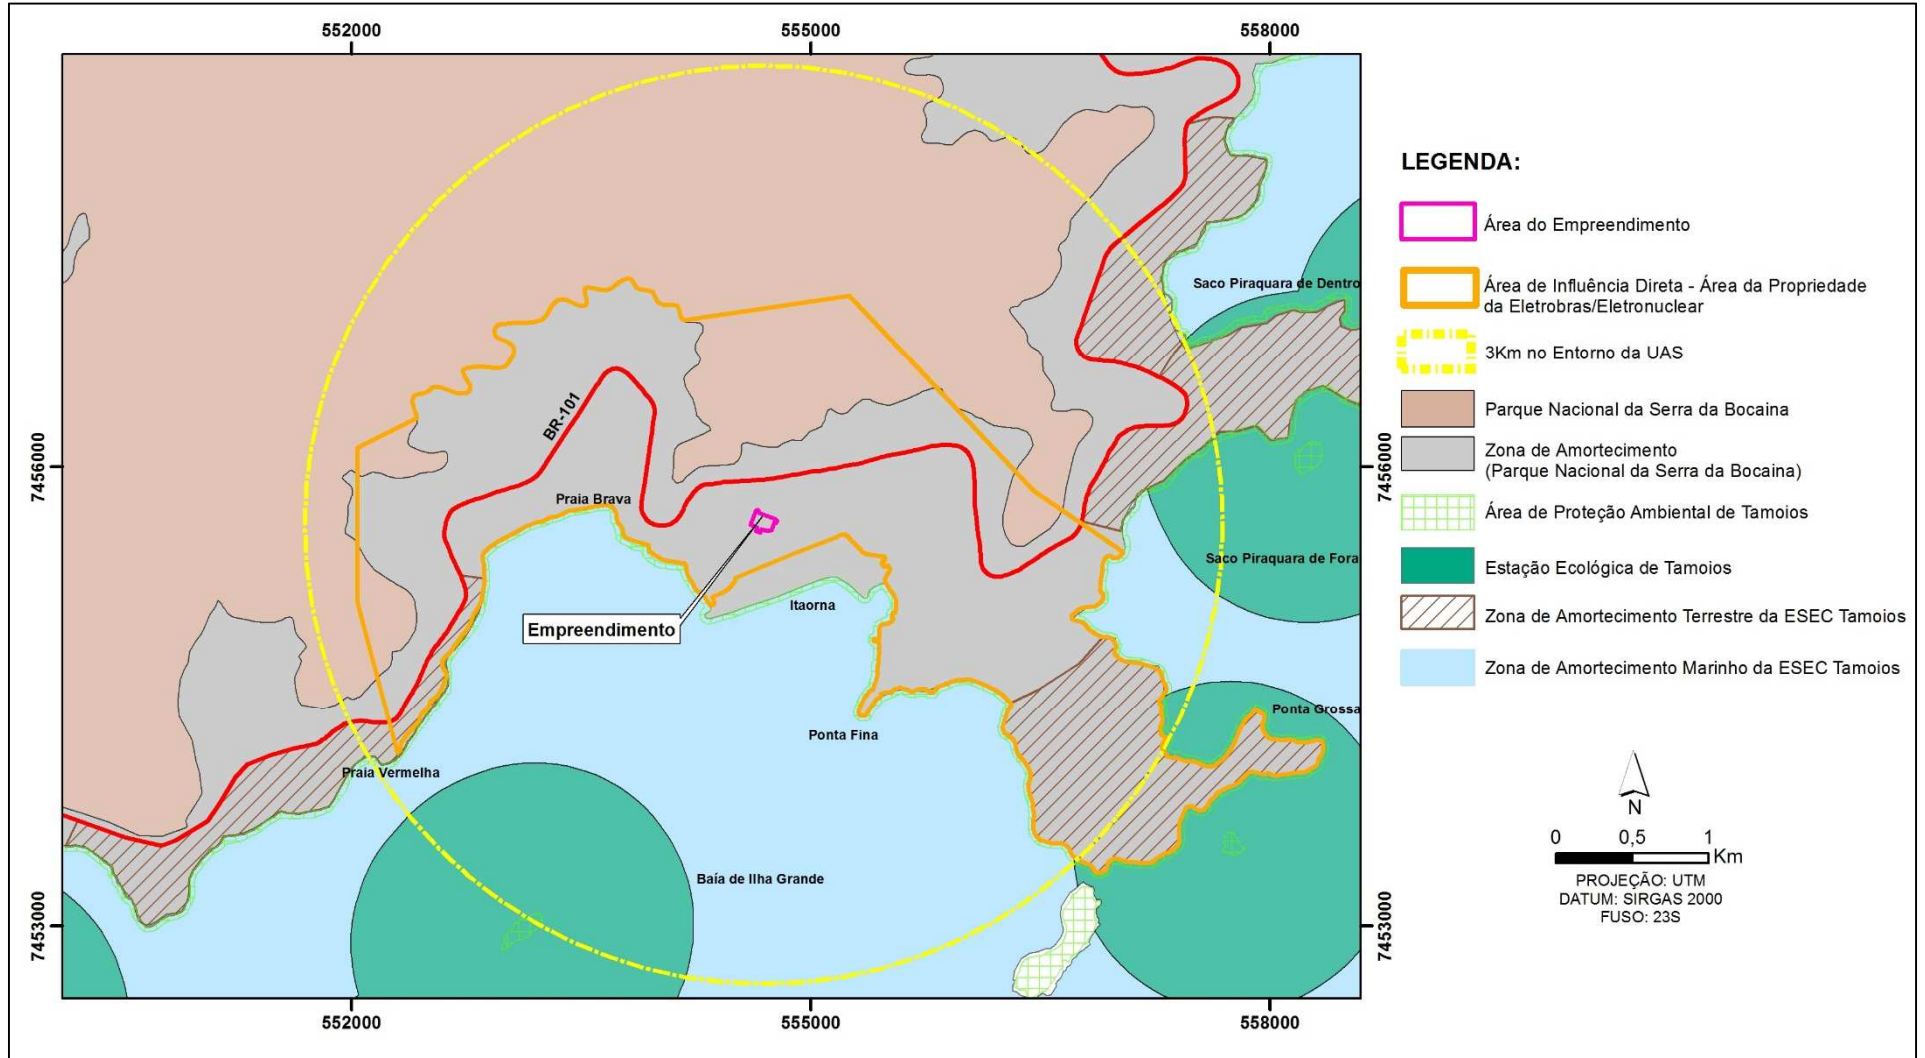 552000
555000
558000
7456000
7453000
BR-101
Praia Brava
Empreendimento
Itaorna
Ponta Fina
Praia Vermelha
Baía de Ilha Grande
Saco Piraquara de Dentro
Saco Piraquara de Fora
Ponta Grossa
7456000
7453000
552000
555000
558000
LEGENDA:
Área do Empreendimento
Área de Influência Direta - Área da Propriedade
da Eletrobras/Eletronuclear
3Km no Entorno da UAS
Parque Nacional da Serra da Bocaina
Zona de Amortecimento
(Parque Nacional da Serra da Bocaina)
Área de Proteção Ambiental de Tamoios
Estação Ecológica de Tamoios
Zona de Amortecimento Terrestre da ESEC Tamoios
Zona de Amortecimento Marinho da ESEC Tamoios
N
0 0,5 1
Km
PROJEÇÃO: UTM
DATUM: SIRGAS 2000
FUSO: 23S